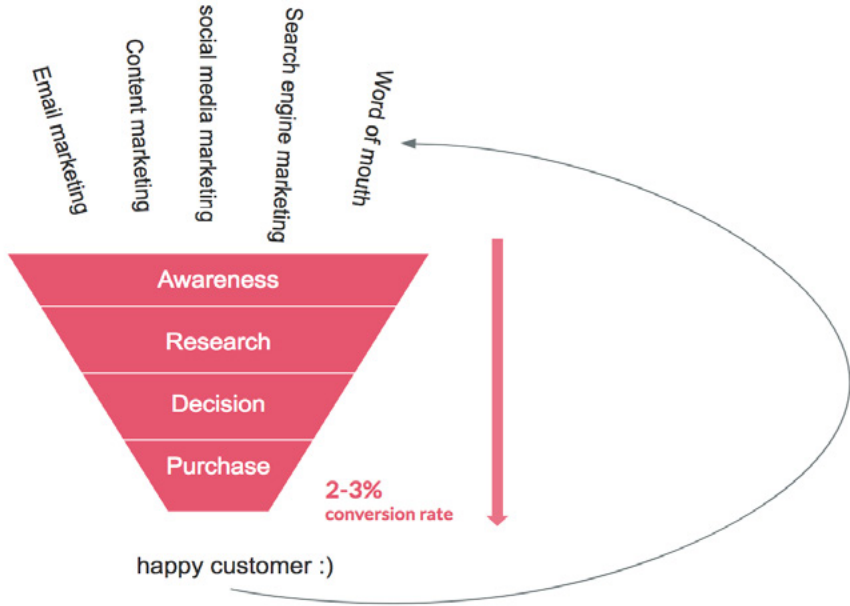 Email marketing
Content marketing
social media marketing
Search engine marketing
Word of mouth
Awareness
Research
Decision
Purchase
2-3%
conversion rate
happy customer :)